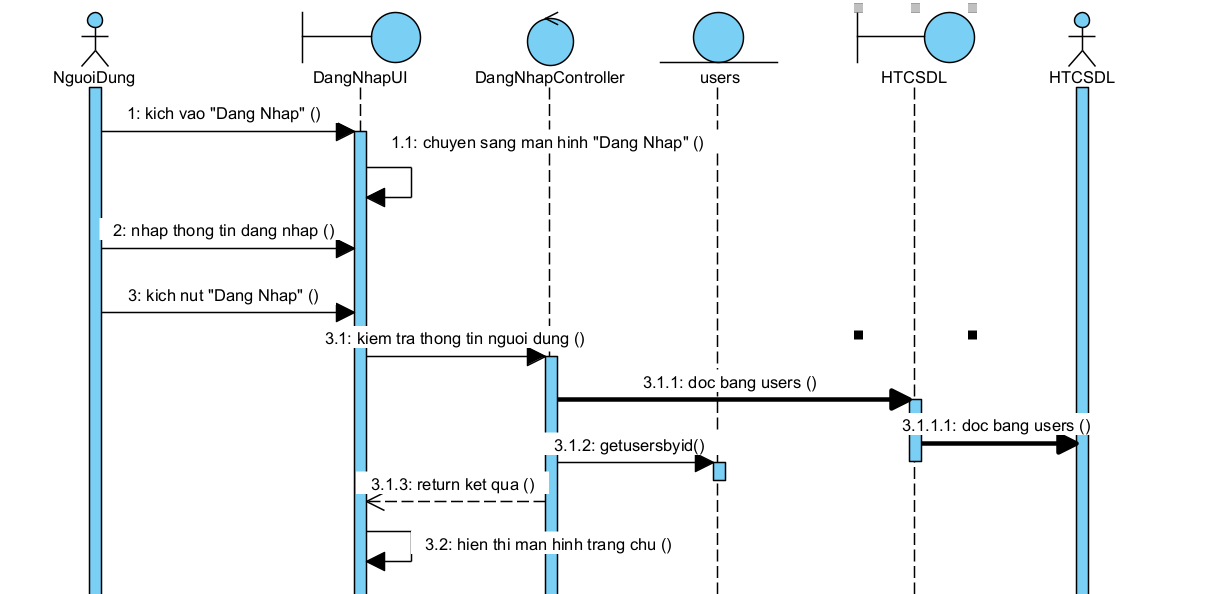 NguoiDung
DangNhapUI
DangNhapController
users
HTCSDL
HTCSDL
1: kich vao "Dang Nhap" ()
1.1: chuyen sang man hinh "Dang Nhap" ()
2: nhap thong tin dang nhap ()
3: kich nut "Dang Nhap" ()
3.1: kiem tra thong tin nguoi dung ()
3.1.1: doc bang users ()
3.1.1.1: doc bang users ()
3.1.2: getusersbyid()
3.1.3: return ket qua ()
3.2: hien thi man hinh trang chu ()